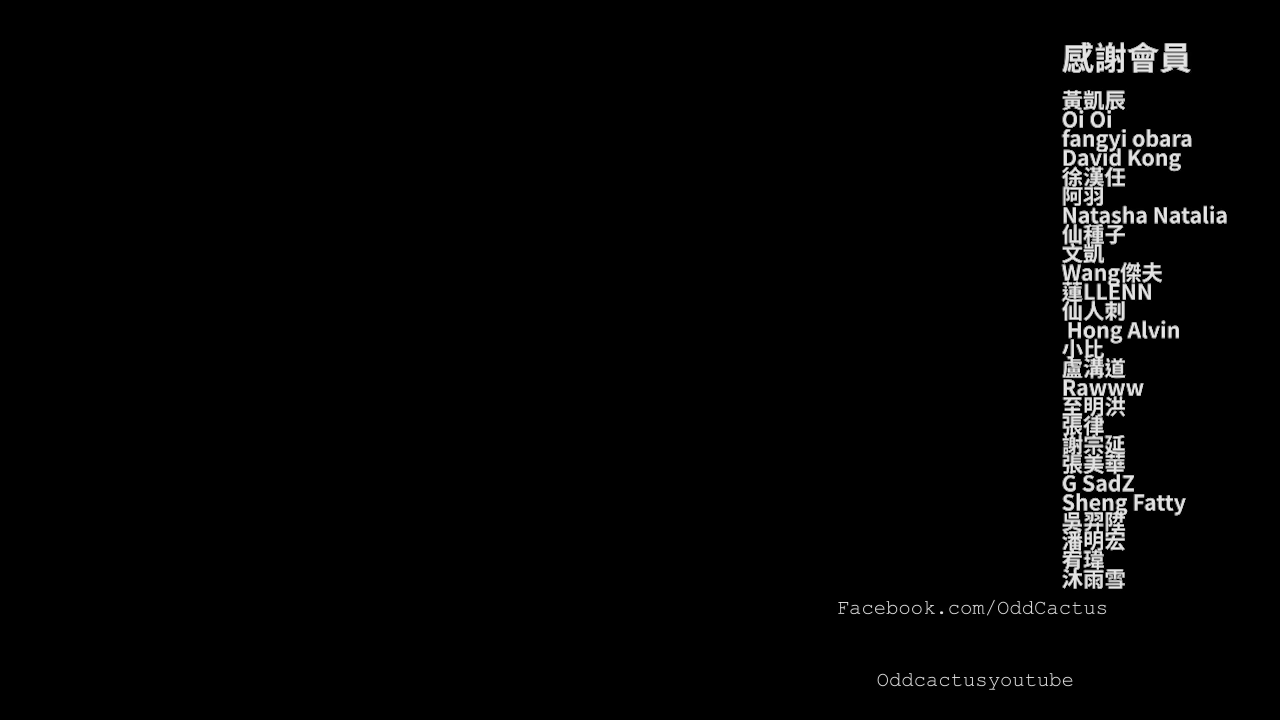 感謝會員
黃凱辰
Oi Oi
fangyi obara
David Kong
徐漢任
阿羽
Natasha Natalia
仙種子
文凱
Wang傑夫
蓮LLENN
仙人刺
Hong Alvin
小比
盧溝道
Rawww
至明洪
張律
謝宗延
張美華
G SadZ
Sheng Fatty
吳羿陞
潘明宏
宥瑋
沐雨雪
Facebook.com/OddCactus
Oddcactusyoutube